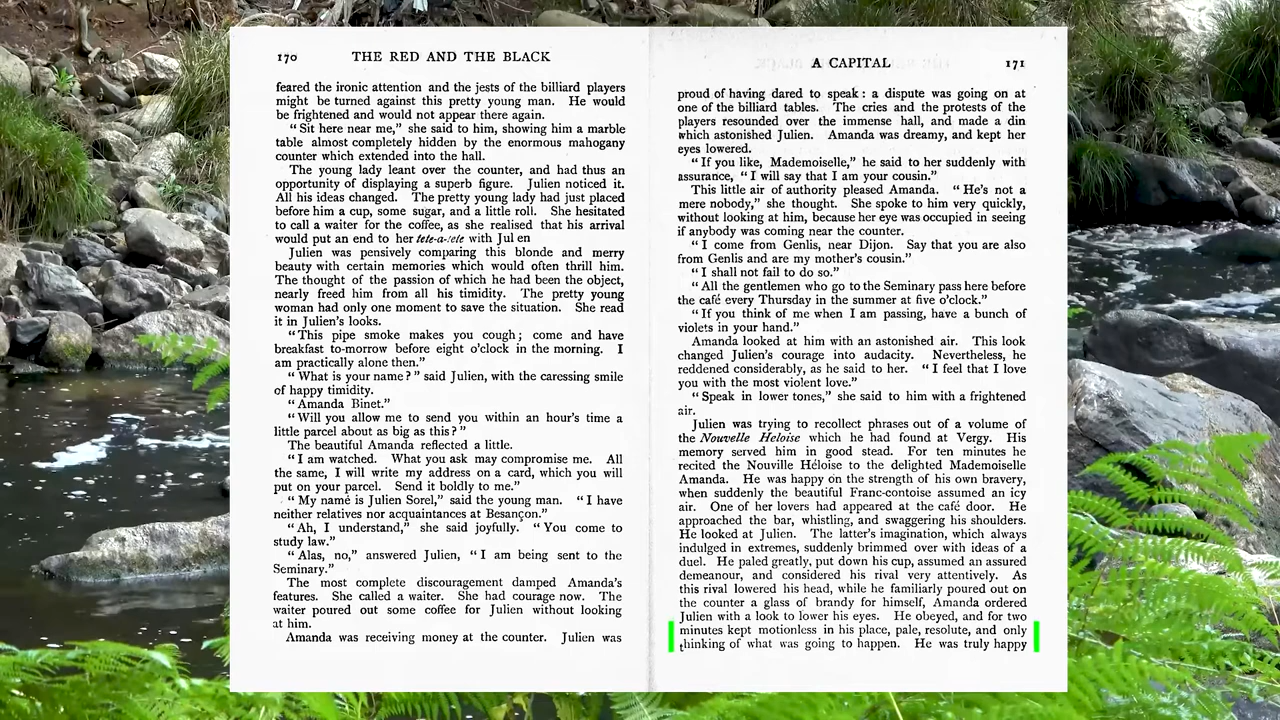 170 THE RED AND THE BLACK
feared the ironic attention and the jests of the billiard players
might be turned against this pretty young man. He would
be frightened and would not appear there again.
“Sit here near me,” she said to him, showing him a marble
table almost completely hidden by the enormous mahogany
counter which extended into the hall.
The young lady leant over the counter, and had thus an
opportunity of displaying a superb figure. Julien noticed it.
All his ideas changed. The pretty young lady had just placed
before him a cup, some sugar, and a little roll. She hesitated
to call a waiter for the coffee, as she realised that his arrival
would put an end to her tete-a-tete with Jul en
Julien was pensively comparing this blonde and merry
beauty with certain memories which would often thrill him.
The thought of the passion of which he had been the object,
nearly freed him from all his timidity. The pretty young
woman had only one moment to save the situation. She read
it in Julien’s looks.
“This pipe smoke makes you cough; come and have
breakfast to-morrow before eight o’clock in the morning. I
am practically alone then.”
“What is your name?” said Julien, with the caressing smile
of happy timidity.
“Amanda Binet.”
“Will you allow me to send you within an hour’s time a
little parcel about as big as this?”
The beautiful Amanda reflected a little.
“I am watched. What you ask may compromise me. All
the same, I will write my address on a card, which you will
put on your parcel. Send it boldly to me.”
“My name is Julien Sorel,” said the young man. “I have
neither relatives nor acquaintances at Besançon.”
“Ah, I understand,” she said joyfully. “You come to
study law.”
“Alas, no,” answered Julien, “I am being sent to the
Seminary.”
The most complete discouragement damped Amanda’s
features. She called a waiter. She had courage now. The
waiter poured out some coffee for Julien without looking
at him.
Amanda was receiving money at the counter. Julien was
A CAPITAL 171
proud of having dared to speak: a dispute was going on at
one of the billiard tables. The cries and the protests of the
players resounded over the immense hall, and made a din
which astonished Julien. Amanda was dreamy, and kept her
eyes lowered.
“If you like, Mademoiselle,” he said to her suddenly with
assurance, “I will say that I am your cousin.”
This little air of authority pleased Amanda. “He’s not a
mere nobody,” she thought. She spoke to him very quickly,
without looking at him, because her eye was occupied in seeing
if anybody was coming near the counter.
“I come from Genlis, near Dijon. Say that you are also
from Genlis and are my mother’s cousin.”
“I shall not fail to do so.”
“All the gentlemen who go to the Seminary pass here before
the café every Thursday in the summer at five o’clock.”
“If you think of me when I am passing, have a bunch of
violets in your hand.”
Amanda looked at him with an astonished air. This look
changed Julien’s courage into audacity. Nevertheless, he
reddened considerably, as he said to her. “I feel that I love
you with the most violent love.”
“Speak in lower tones,” she said to him with a frightened
air.
Julien was trying to recollect phrases out of a volume of
the Nouvelle Heloise which he had found at Vergy. His
memory served him in good stead. For ten minutes he
recited the Nouville Héloise to the delighted Mademoiselle
Amanda. He was happy on the strength of his own bravery,
when suddenly the beautiful Franc-contoise assumed an icy
air. One of her lovers had appeared at the café door. He
approached the bar, whistling, and swaggering his shoulders.
He looked at Julien. The latter’s imagination, which always
indulged in extremes, suddenly brimmed over with ideas of a
duel. He paled greatly, put down his cup, assumed an assured
demeanour, and considered his rival very attentively. As
this rival lowered his head, while he familiarly poured out on
the counter a glass of brandy for himself, Amanda ordered
Julien with a look to lower his eyes. He obeyed, and for two
minutes kept motionless in his place, pale, resolute, and only
thinking of what was going to happen. He was truly happy